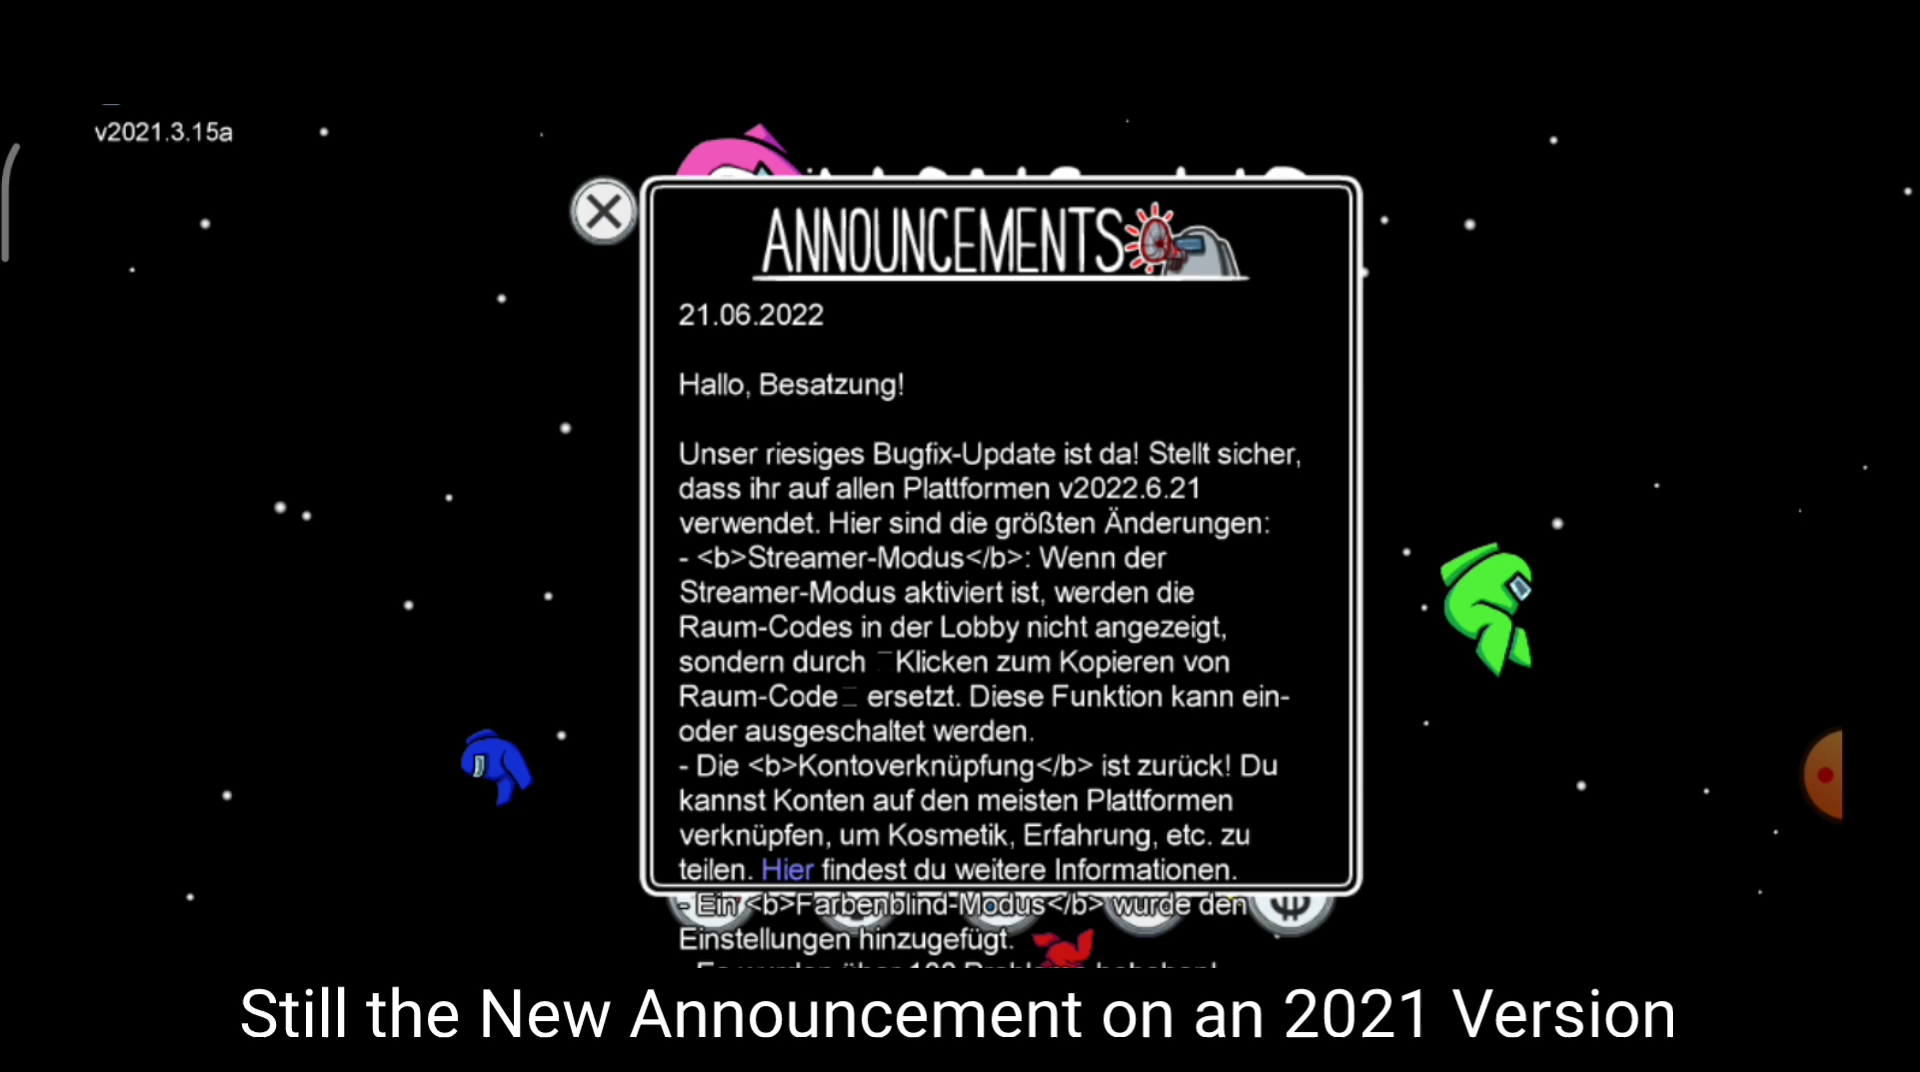 v2021.3.15a
ANNOUNCEMENTS
21.06.2022
Hallo, Besatzung!
Unser riesiges Bugfix-Update ist da! Stellt sicher,
dass ihr auf allen Plattformen v2022.6.21
verwendet. Hier sind die größten Änderungen:
- <b>Streamer-Modus</b>: Wenn der
Streamer-Modus aktiviert ist, werden die
Raum-Codes in der Lobby nicht angezeigt,
sondern durch Klicken zum Kopieren von
Raum-Code ersetzt. Diese Funktion kann ein-
oder ausgeschaltet werden.
- Die <b>Kontoverknüpfung</b> ist zurück! Du
kannst Konten auf den meisten Plattformen
verknüpfen, um Kosmetik, Erfahrung, etc. zu
teilen. Hier findest du weitere Informationen.
- Ein <b>Farbenblind-Modus</b> wurde den
Einstellungen hinzugefügt.
Still the New Announcement on an 2021 Version